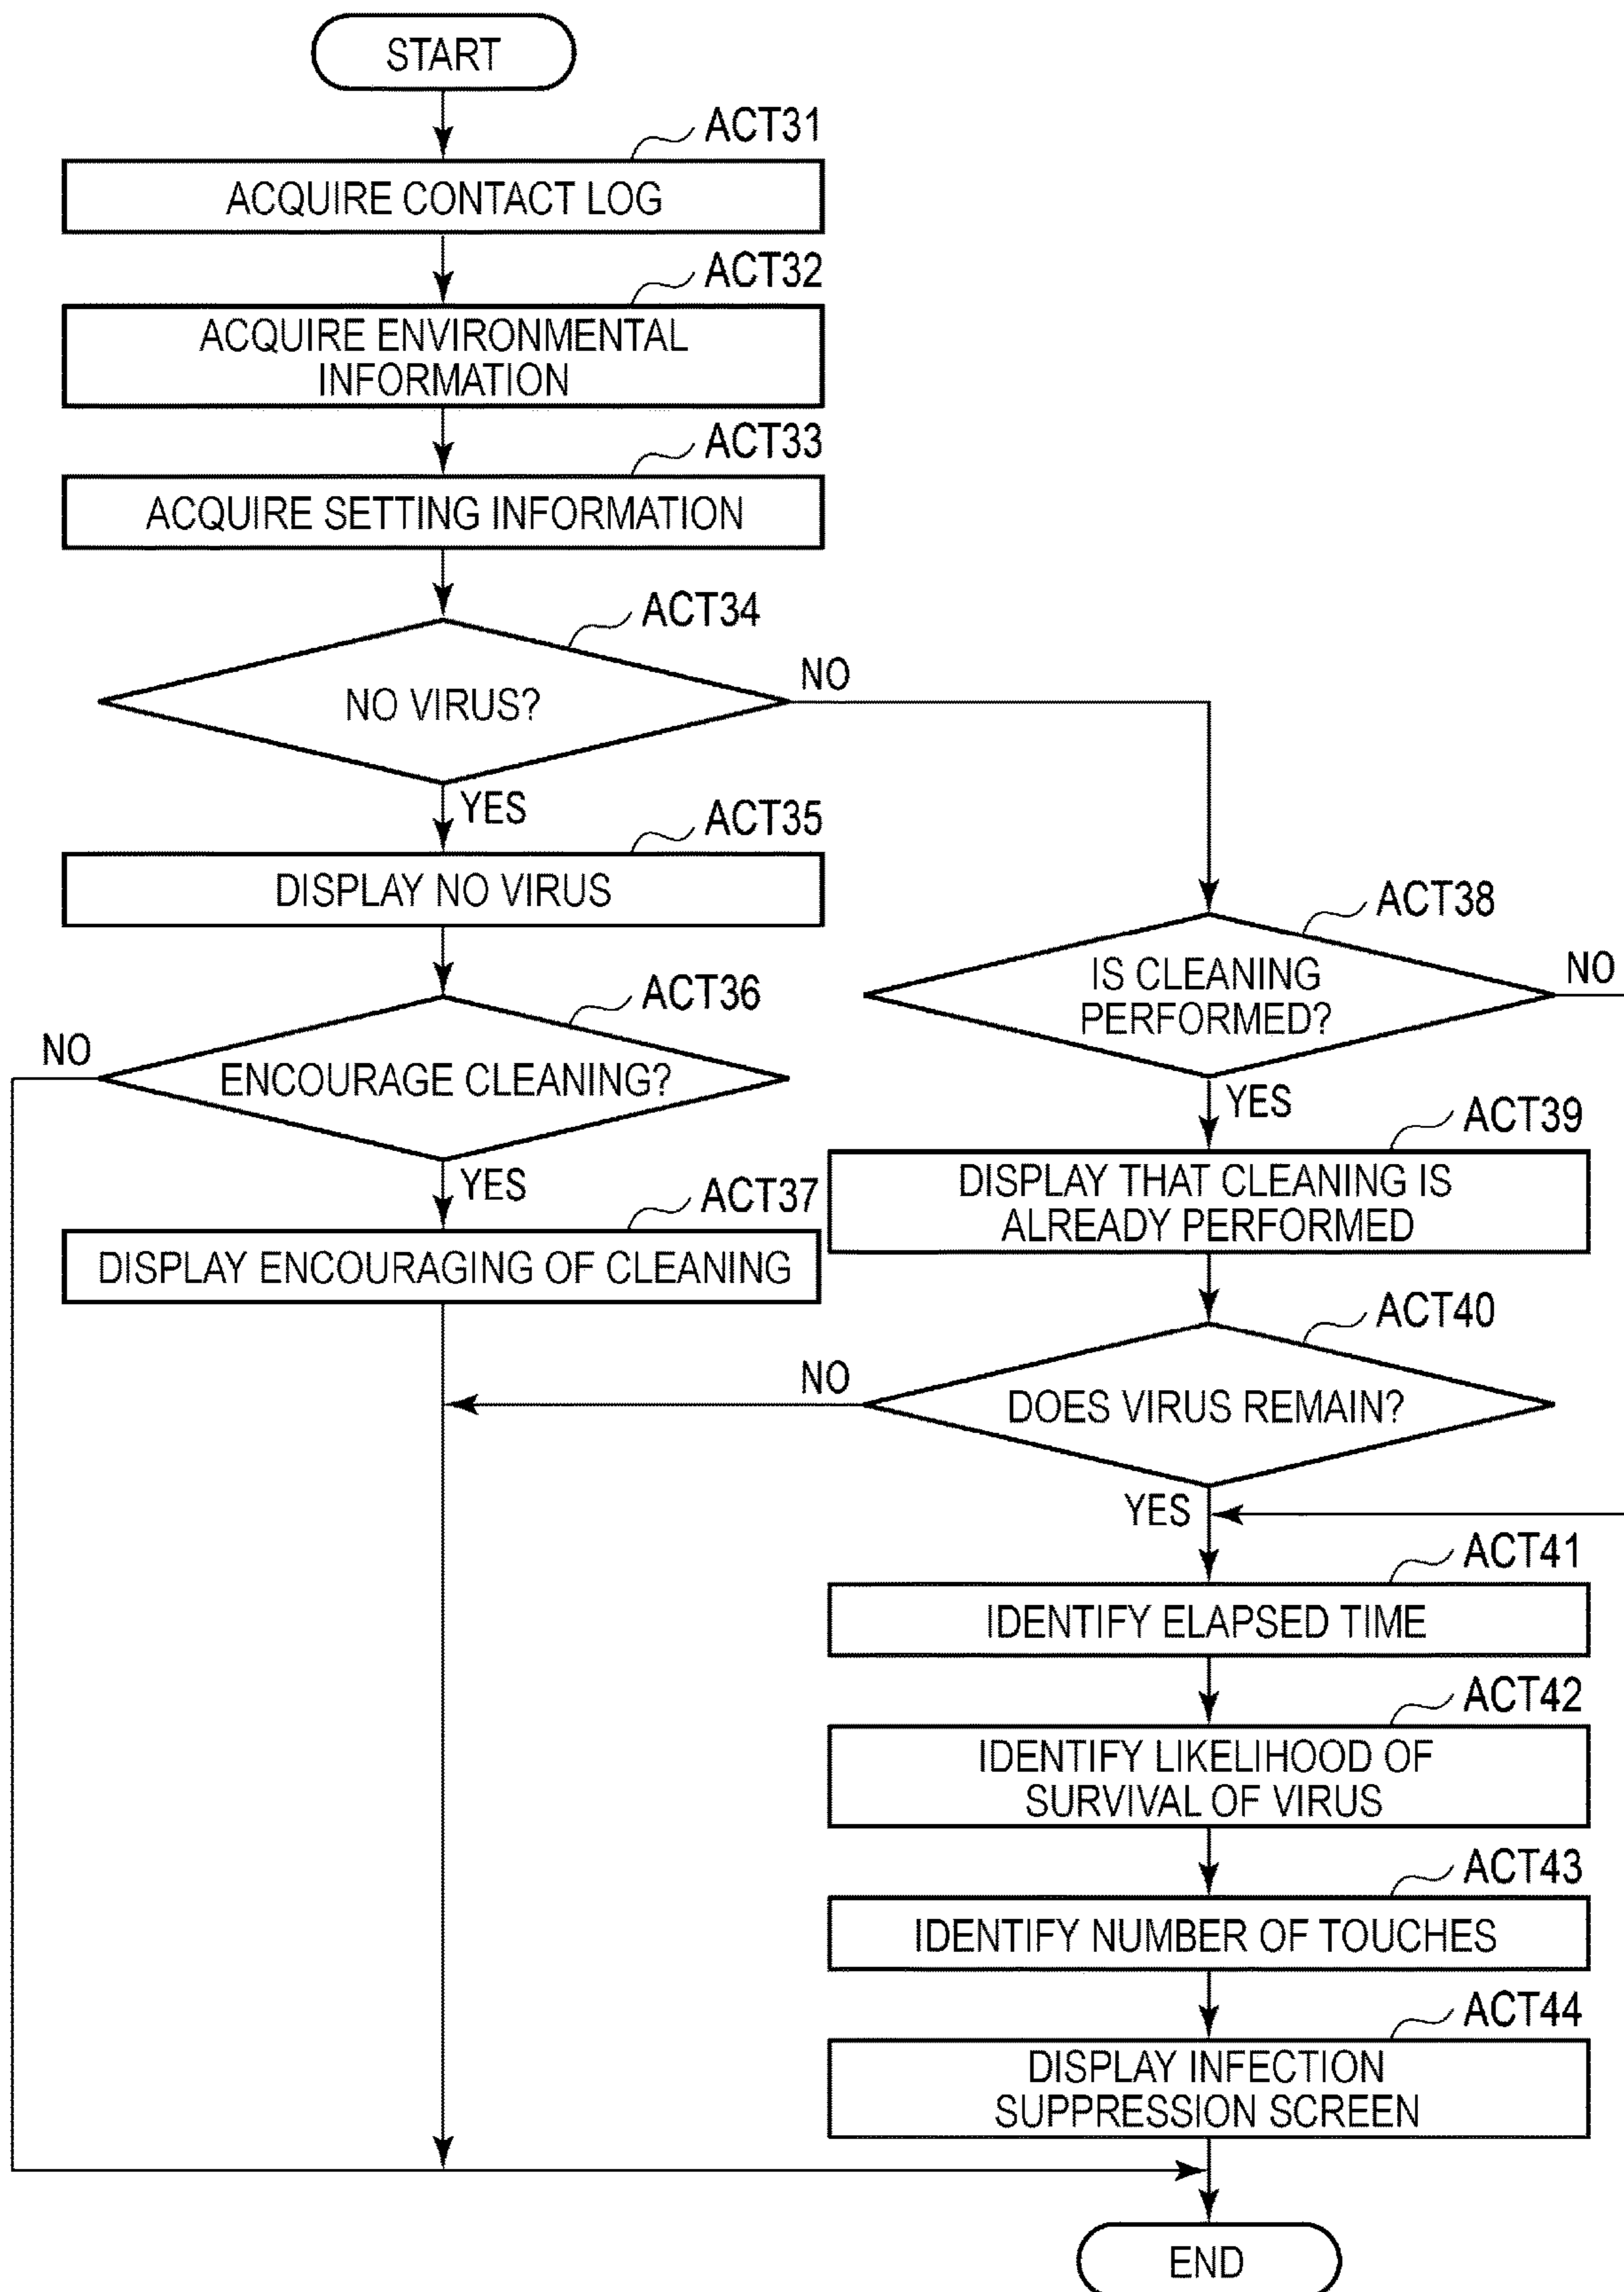 START
ACT31
ACQUIRE CONTACT LOG
ACT32
ACQUIRE ENVIRONMENTAL
INFORMATION
ACT33
ACQUIRE SETTING INFORMATION
ACT34
NO VIRUS?
NO
YES
ACT35
DISPLAY NO VIRUS
ACT36
ENCOURAGE CLEANING?
NO
YES
ACT37
DISPLAY ENCOURAGING OF CLEANING
ACT38
IS CLEANING
PERFORMED?
NO
YES
ACT39
DISPLAY THAT CLEANING IS
ALREADY PERFORMED
ACT40
DOES VIRUS REMAIN?
NO
YES
ACT41
IDENTIFY ELAPSED TIME
ACT42
IDENTIFY LIKELIHOOD OF
SURVIVAL OF VIRUS
ACT43
IDENTIFY NUMBER OF TOUCHES
ACT44
DISPLAY INFECTION
SUPPRESSION SCREEN
END